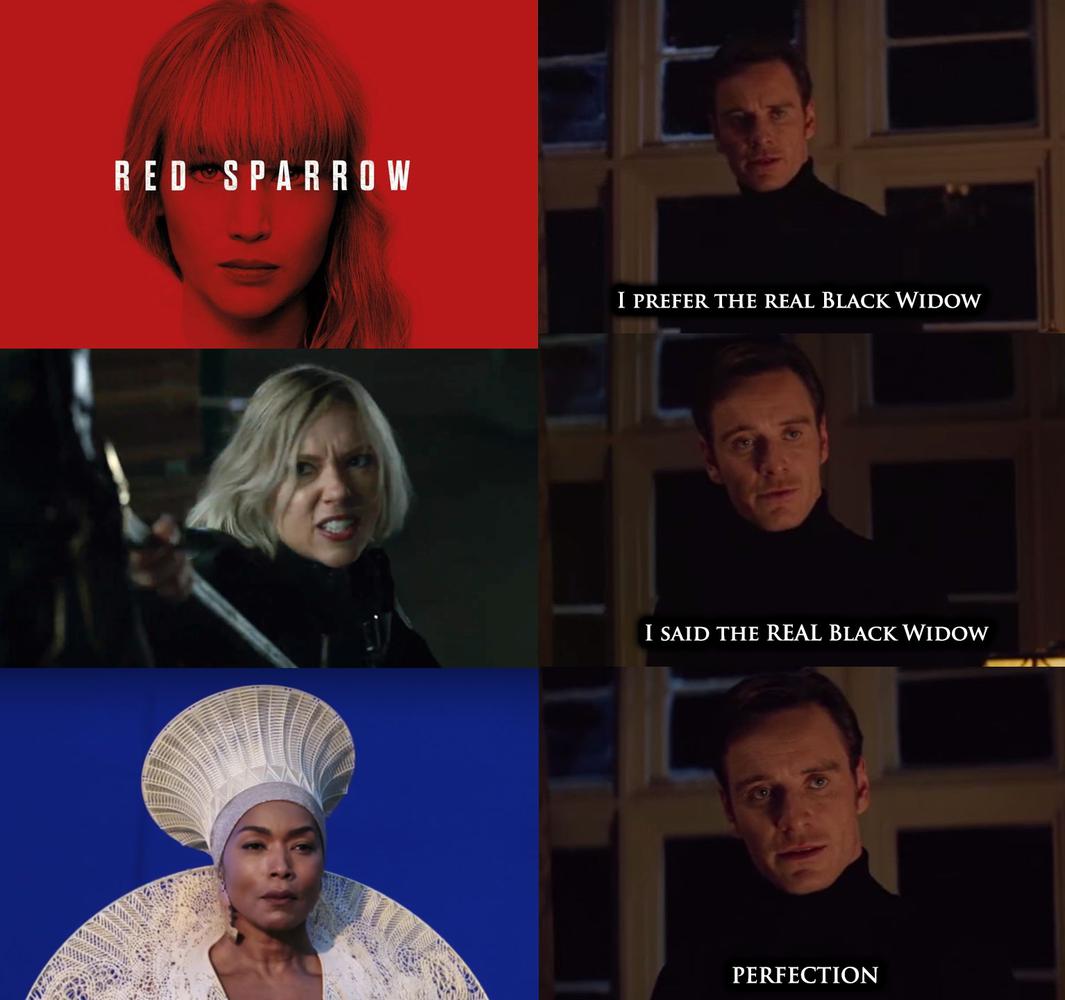 RED SPARROW
I PREFER THE REAL BLACK WIDOW
I SAID THE REAL BLACK WIDOW
PERFECTION